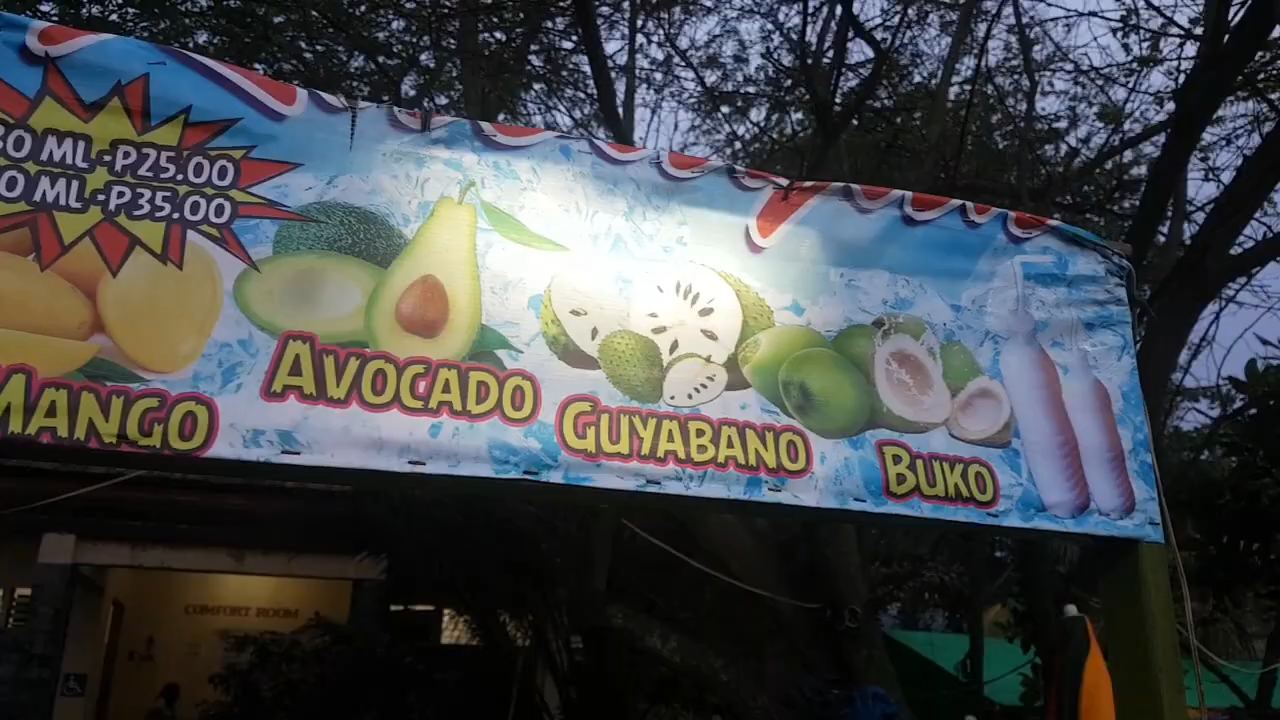 0 ML -P25.00
0 ML -P35.00
MANGO
AVOCADO
GUYABANO
BUKO
COMFORT ROOM